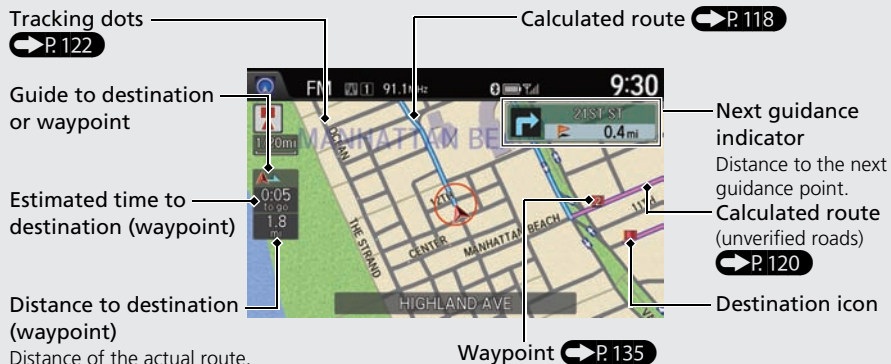 Tracking dots
P. 122
Calculated route P. 118
Guide to destination
or waypoint
FM 1 91.1MHz
9:30
21ST ST
0.4 mi
MANHATTAN BE
Next guidance
indicator
Distance to the next
guidance point.
Estimated time to
destination (waypoint)
0:05
to go
1.8
mi
THE STRAND
CENTER
MANHATTAN BEACH
17TH
11TH
Calculated route
(unverified roads)
P. 120
Destination icon
HIGHLAND AVE
Distance to destination
(waypoint)
Distance of the actual route.
Waypoint P. 135